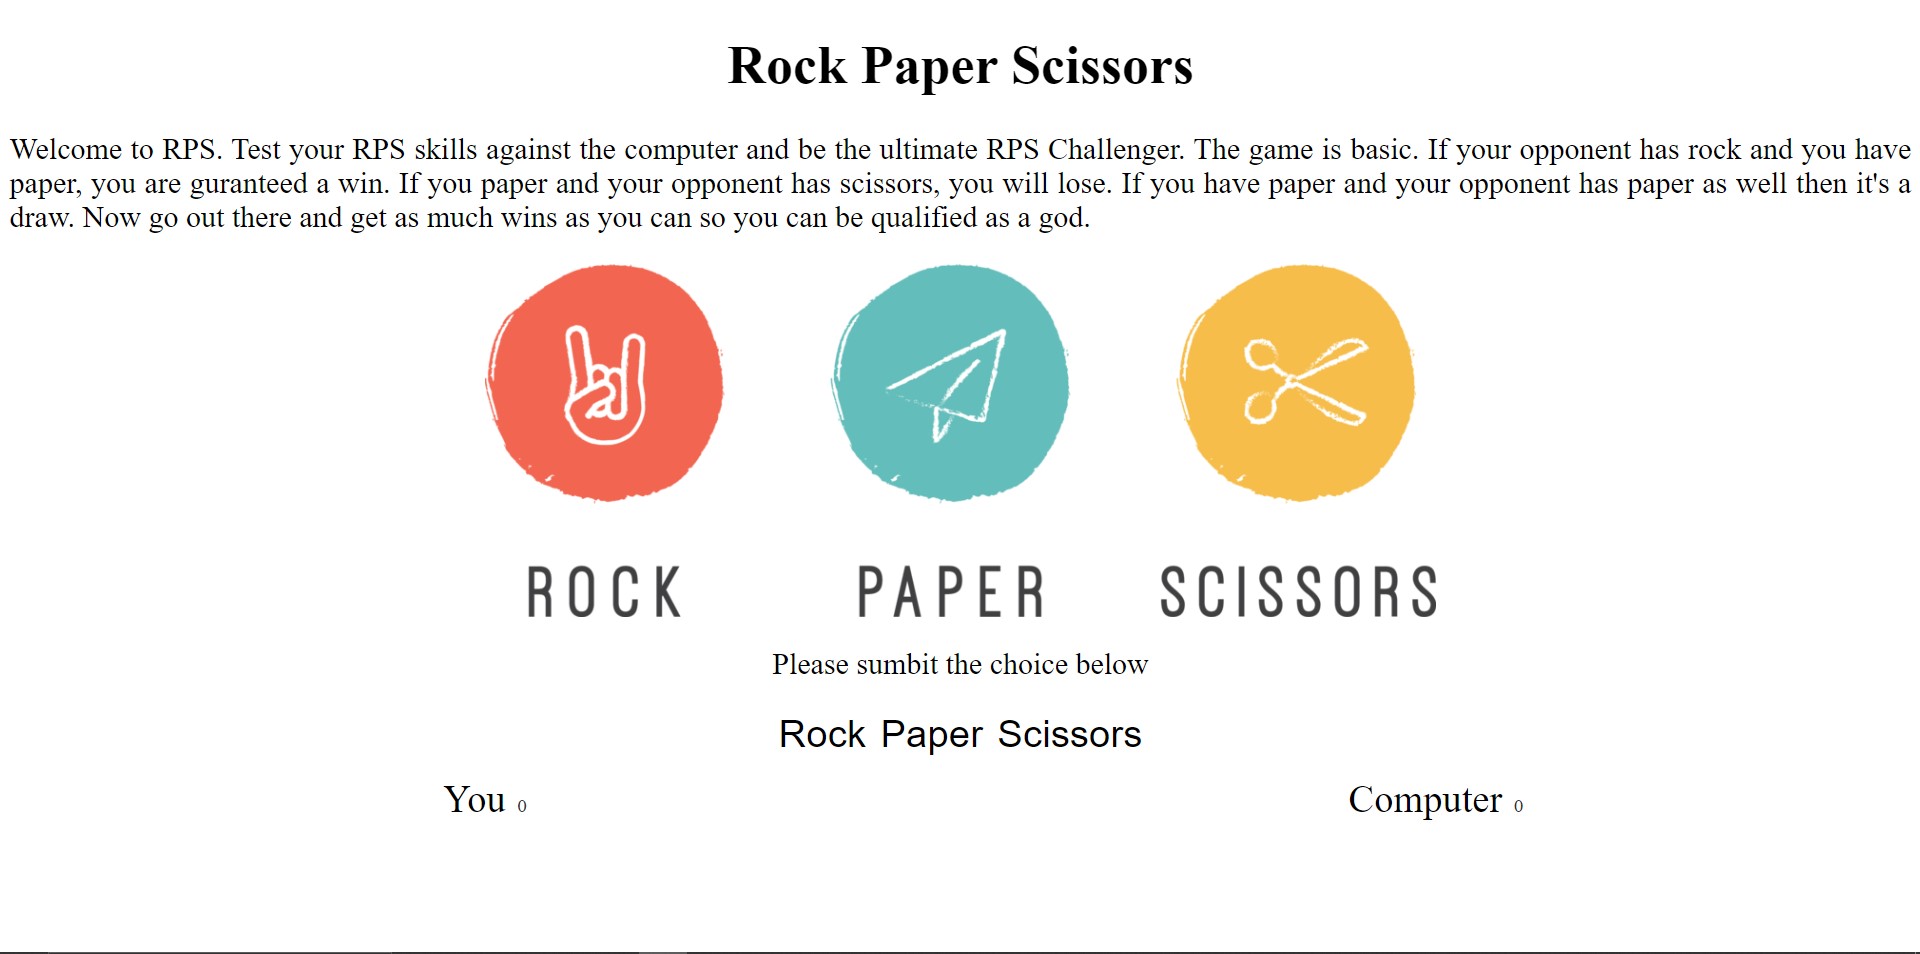 Rock Paper Scissors
Welcome to RPS. Test your RPS skills against the computer and be the ultimate RPS Challenger. The game is basic. If your opponent has rock and you have
paper, you are guranteed a win. If you paper and your opponent has scissors, you will lose. If you have paper and your opponent has paper as well then it's a
draw. Now go out there and get as much wins as you can so you can be qualified as a god.
ROCK PAPER SCISSORS
Please sumbit the choice below
Rock Paper Scissors
You 0 Computer 0